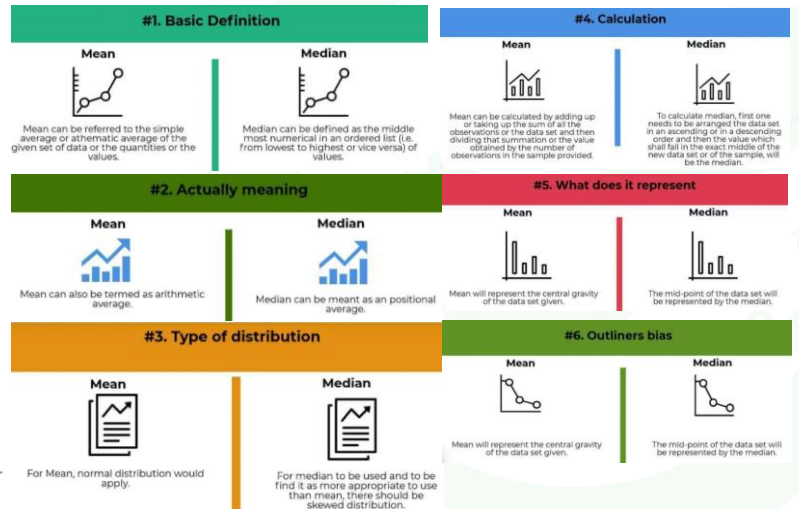 #1. Basic Definition
Mean
Mean can be referred to the simple
average or athematic average of the
given set of data or the quantities or the
values.
Median
Median can be defined as the middle
most numerical in an ordered list (i.e.
from lowest to highest or vice versa) of
values.
#2. Actually meaning
Mean
Mean can also be termed as arithmetic
average.
Median
Median can be meant as an positional
average.
#3. Type of distribution
Mean
For Mean, normal distribution would
apply.
Median
For median to be used and to be
find it as more appropriate to use
than mean, there should be
skewed distribution.
#4. Calculation
Mean
Mean can be calculated by adding up
or taking up the sum of all the
observations or the data set and then
dividing that summation or the value
obtained by the number of
observations in the sample provided.
Median
To calculate median, first one
needs to be arranged the data set
in an ascending or in a descending
order and then the value which
shall fall in the exact middle of the
new data set or of the sample, will
be the median.
#5. What does it represent
Mean
Mean will represent the central gravity
of the data set given.
Median
The mid-point of the data set will
be represented by the median.
#6. Outliners bias
Mean
Mean will represent the central gravity
of the data set given.
Median
The mid-point of the data set will
be represented by the median.